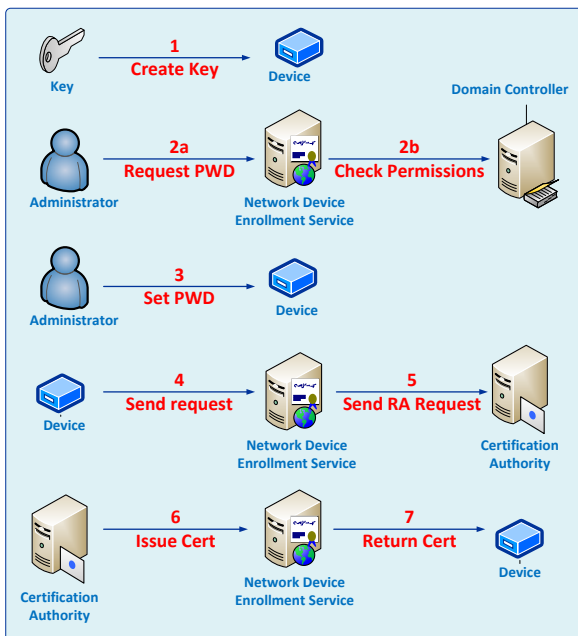 1
Create Key
Key
Device
Domain Controller
2a
Request PWD
2b
Check Permissions
Administrator
Network Device
Enrollment Service
3
Set PWD
Administrator
Device
4
Send request
5
Send RA Request
Device
Network Device
Enrollment Service
Certification
Authority
6
Issue Cert
7
Return Cert
Certification
Authority
Network Device
Enrollment Service
Device